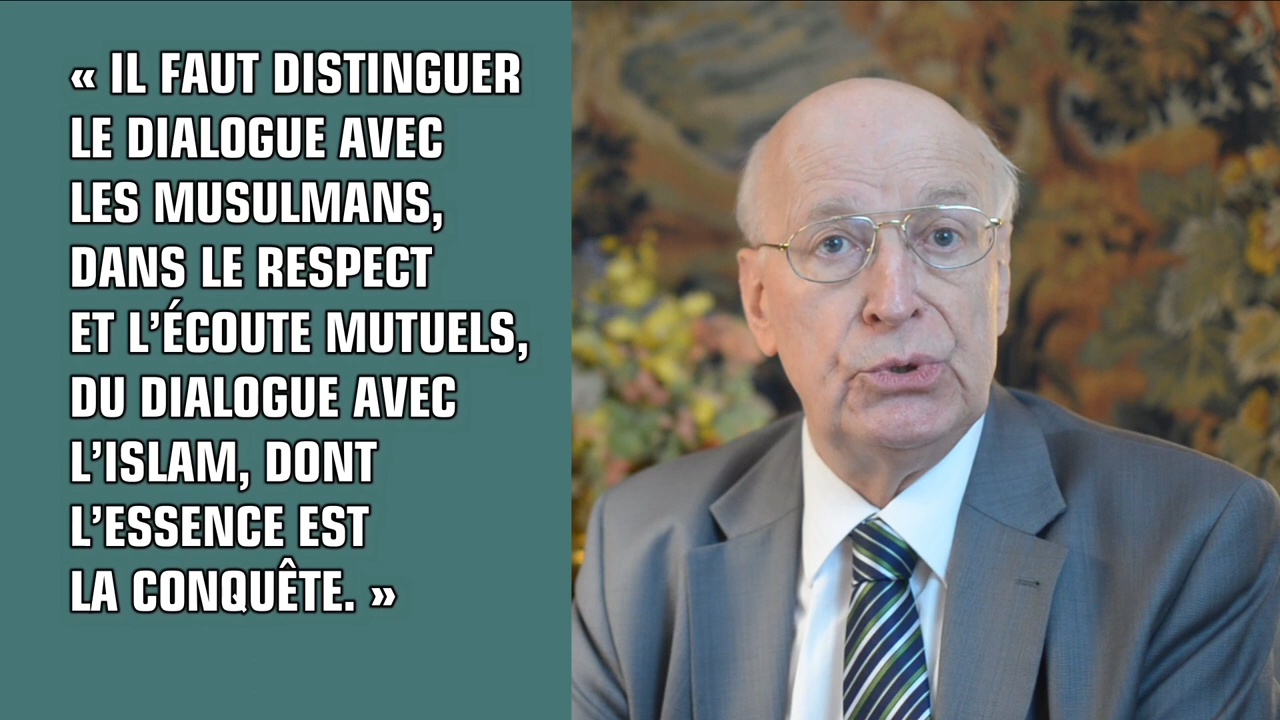 « IL FAUT DISTINGUER
LE DIALOGUE AVEC
LES MUSULMANS,
DANS LE RESPECT
ET L’ÉCOUTE MUTUELS,
DU DIALOGUE AVEC
L’ISLAM, DONT
L’ESSENCE EST
LA CONQUÊTE. »